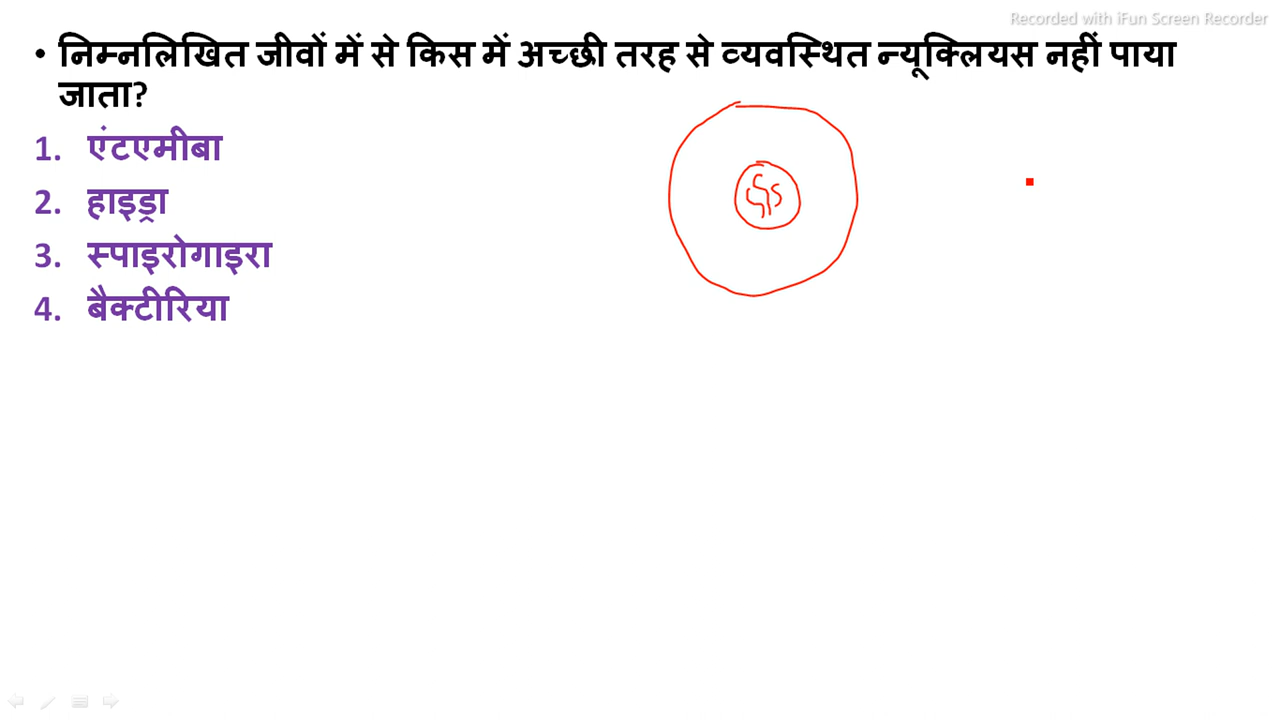 Recorded with iFun Screen Recorder
• निम्नलिखित जीवों में से किस में अच्छी तरह से व्यवस्थित न्यूक्लियस नहीं पाया
जाता?
1. एंटएमीबा
2. हाइड्रा
3. स्पाइरोगाइरा
4. बैक्टीरिया